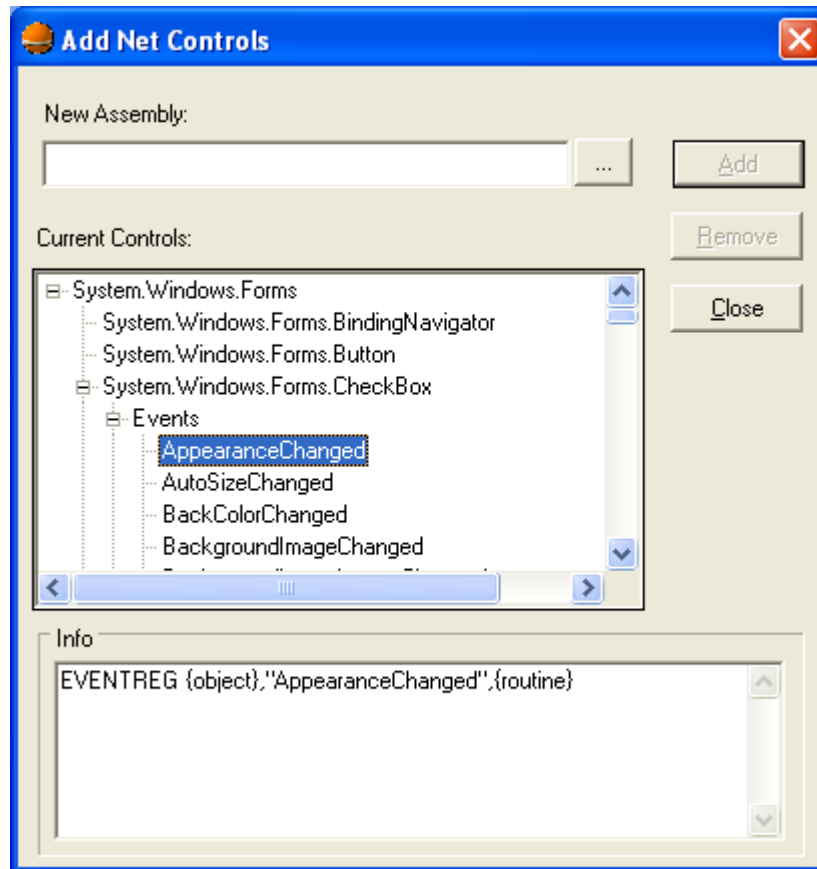 Add Net Controls
New Assembly:
...
Add
Current Controls:
Remove
System.Windows.Forms
Close
System.Windows.Forms.BindingNavigator
System.Windows.Forms.Button
System.Windows.Forms.CheckBox
Events
AppearanceChanged
AutoSizeChanged
BackColorChanged
BackgroundImageChanged
Info
EVENTREG {object},"AppearanceChanged",{routine}